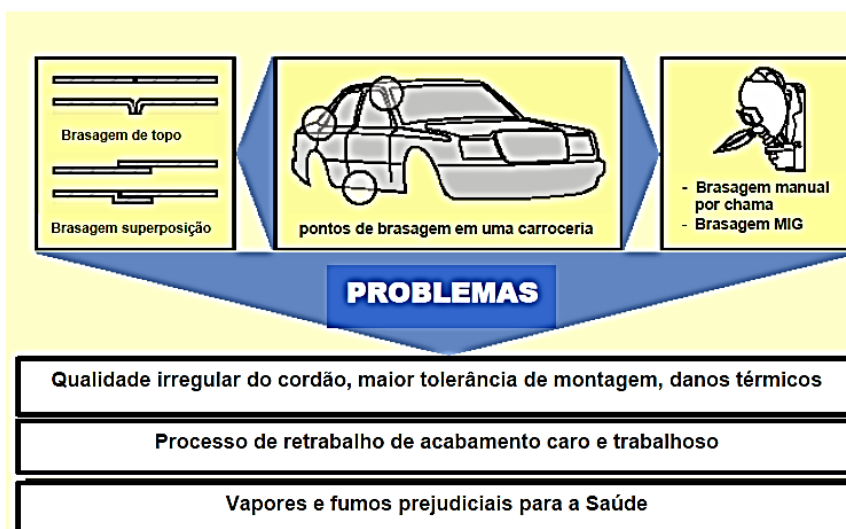 Brasagem de topo
Brasagem superposição
pontos de brasagem em uma carroceria
- Brasagem manual
por chama
- Brasagem MIG
PROBLEMAS
Qualidade irregular do cordão, maior tolerância de montagem, danos térmicos
Processo de retrabalho de acabamento caro e trabalhoso
Vapores e fumos prejudiciais para a Saúde